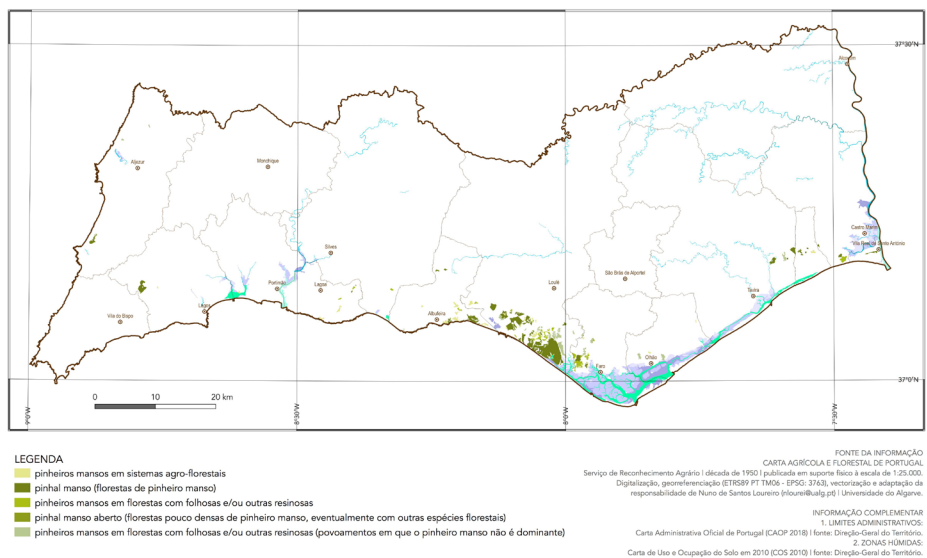 37°30'N
Alcoutim
Aljezur
Monchique
Castro Marim
Vila Real de Santo António
Silves
São Brás de Alportel
Portimão
Lagoa
Loulé
Tavira
Lagos
Vila do Bispo
Albufeira
Olhão
Faro
37°0'N
0 10 20 km
9°0'W
8°30'W
8°0'W
7°30'W
LEGENDA
pinheiros mansos em sistemas agro-florestais
pinhal manso (florestas de pinheiro manso)
pinheiros mansos em florestas com folhosas e/ou outras resinosas
pinhal manso aberto (florestas pouco densas de pinheiro manso, eventualmente com outras espécies florestais)
pinheiros mansos em florestas com folhosas e/ou outras resinosas (povoamentos em que o pinheiro manso não é dominante)
FONTE DA INFORMAÇÃO
CARTA AGRÍCOLA E FLORESTAL DE PORTUGAL
Serviço de Reconhecimento Agrário | década de 1950 | publicada em suporte físico à escala de 1:25.000.
Digitalização, georreferenciação (ETRS89 PT TM06 - EPSG: 3763), vectorização e adaptação da
responsabilidade de Nuno de Santos Loureiro (nlourei@ualg.pt) | Universidade do Algarve.
INFORMAÇÃO COMPLEMENTAR
1. LIMITES ADMINISTRATIVOS:
Carta Administrativa Oficial de Portugal (CAOP 2018) | fonte: Direção-Geral do Território.
2. ZONAS HÚMIDAS:
Carta de Uso e Ocupação do Solo em 2010 (COS 2010) | fonte: Direção-Geral do Território.